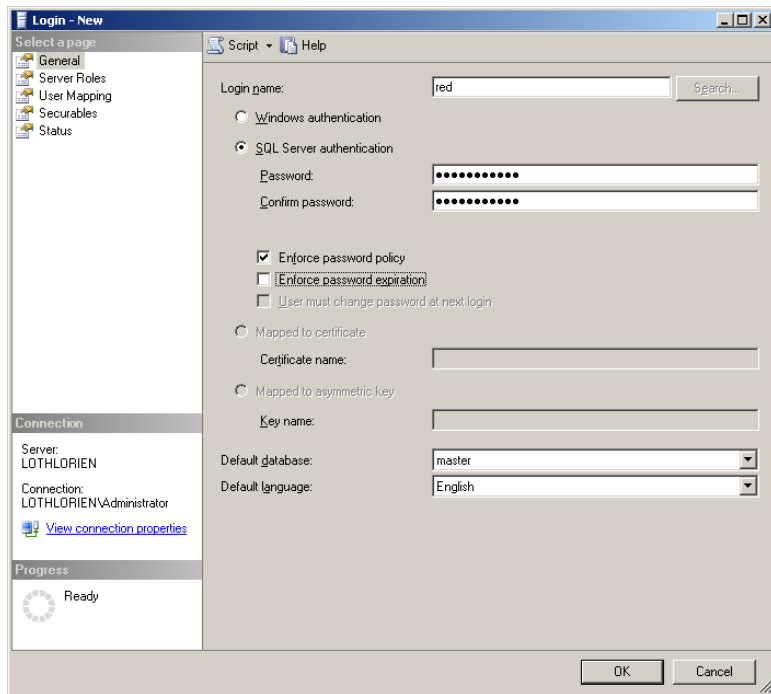 Login - New
Select a page
General
Server Roles
User Mapping
Securables
Status
Script
Help
Login name:
red
Search...
Windows authentication
SQL Server authentication
Password:
●●●●●●●●●●●
Confirm password:
●●●●●●●●●●●
Enforce password policy
Enforce password expiration
User must change password at next login
Mapped to certificate
Certificate name:
Mapped to asymmetric key
Key name:
Default database:
master
Default language:
English
Connection
Server:
LOTHLORIEN
Connection:
LOTHLORIEN\Administrator
View connection properties
Progress
Ready
OK
Cancel